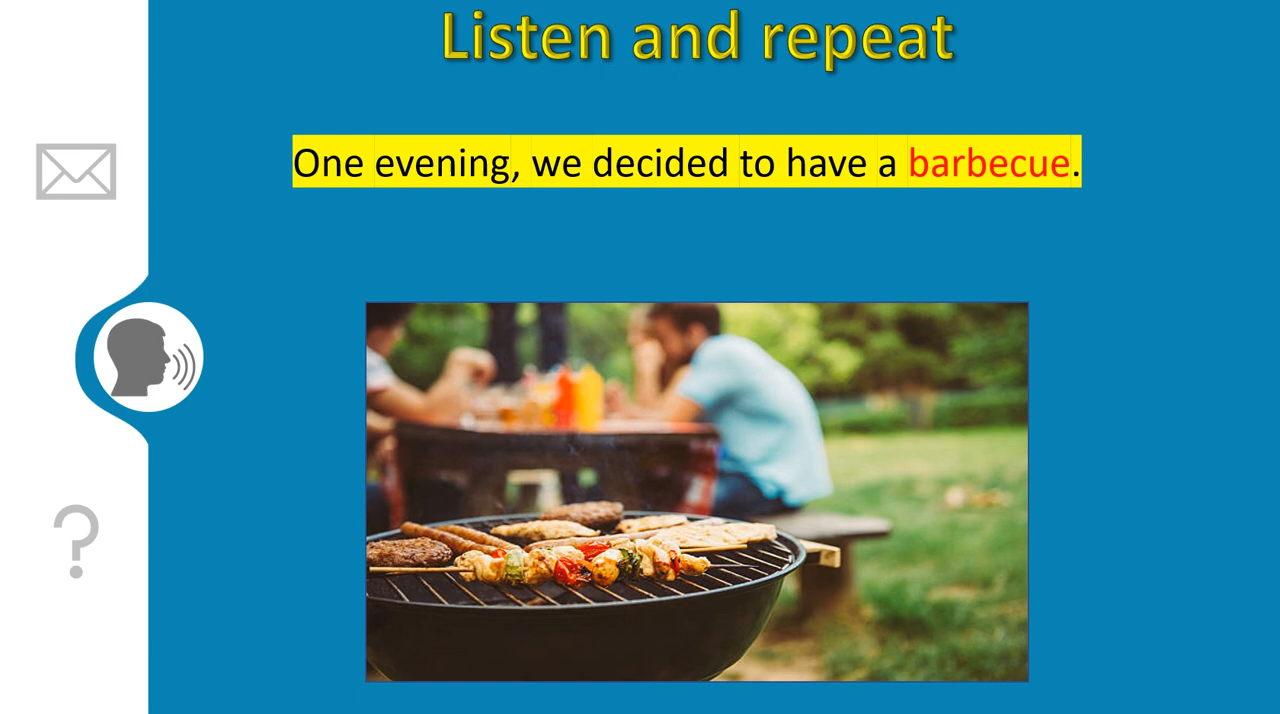 Listen and repeat
One evening, we decided to have a barbecue.